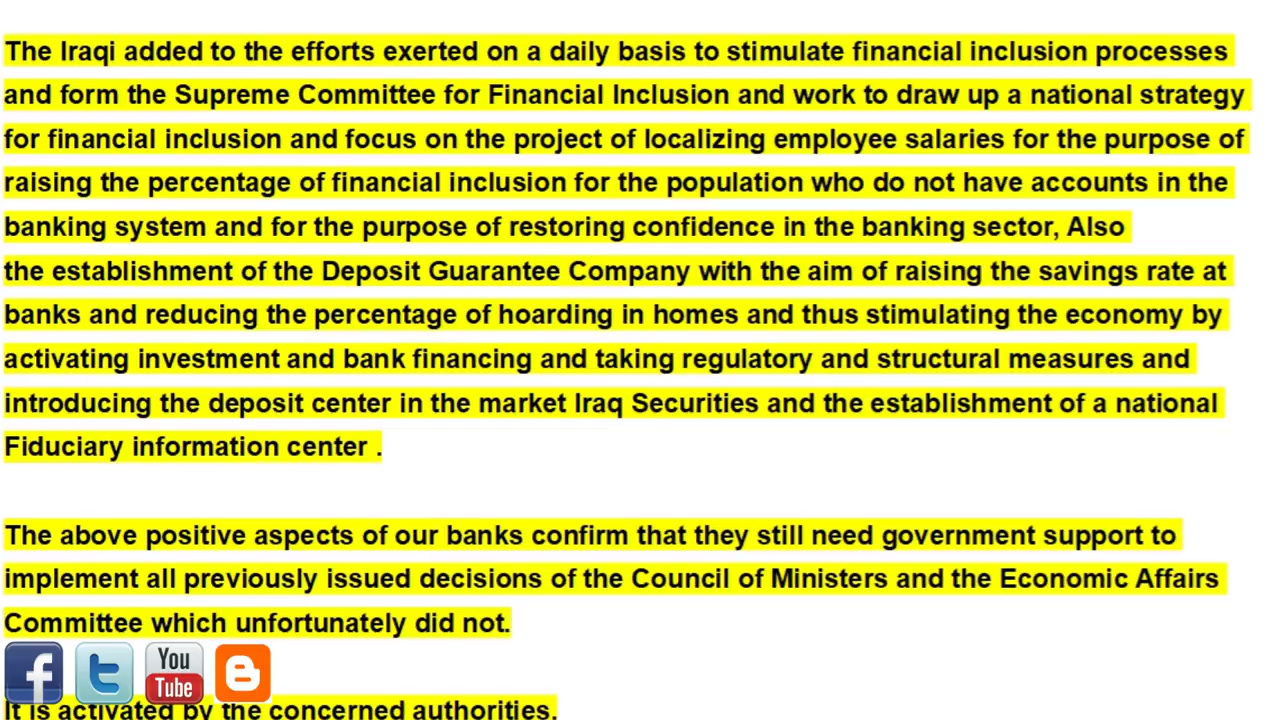 The Iraqi added to the efforts exerted on a daily basis to stimulate financial inclusion processes
and form the Supreme Committee for Financial Inclusion and work to draw up a national strategy
for financial inclusion and focus on the project of localizing employee salaries for the purpose of
raising the percentage of financial inclusion for the population who do not have accounts in the
banking system and for the purpose of restoring confidence in the banking sector, Also
the establishment of the Deposit Guarantee Company with the aim of raising the savings rate at
banks and reducing the percentage of hoarding in homes and thus stimulating the economy by
activating investment and bank financing and taking regulatory and structural measures and
introducing the deposit center in the market Iraq Securities and the establishment of a national
Fiduciary information center .
The above positive aspects of our banks confirm that they still need government support to
implement all previously issued decisions of the Council of Ministers and the Economic Affairs
Committee which unfortunately did not.
You
Tube
It is activated by the concerned authorities.